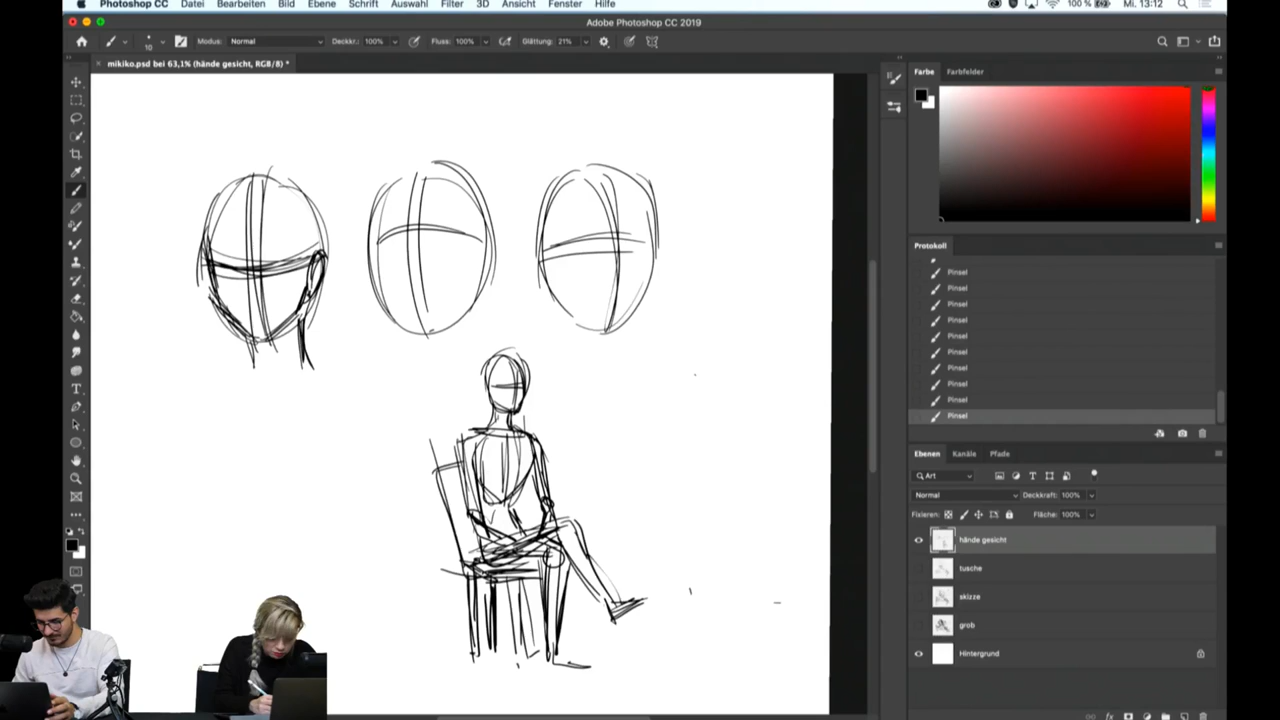 Photoshop CC Datei Bearbeiten Bild Ebene Schrift Auswahl Filter 3D Ansicht Fenster Hilfe 100 % Mi. 13:12
Adobe Photoshop CC 2019
10 Modus: Normal Deckkr.: 100% Fluss: 100% Glättung: 21%
× mikiko.psd bei 63,1% (hände gesicht, RGB/8) *
Farbe Farbfelder
Protokoll
Pinsel
Pinsel
Pinsel
Pinsel
Pinsel
Pinsel
Pinsel
Pinsel
Pinsel
Pinsel
Ebenen Kanäle Pfade
Art
Normal Deckkraft: 100%
Fixieren: Fläche: 100%
hände gesicht
tusche
skizze
grob
Hintergrund
fx